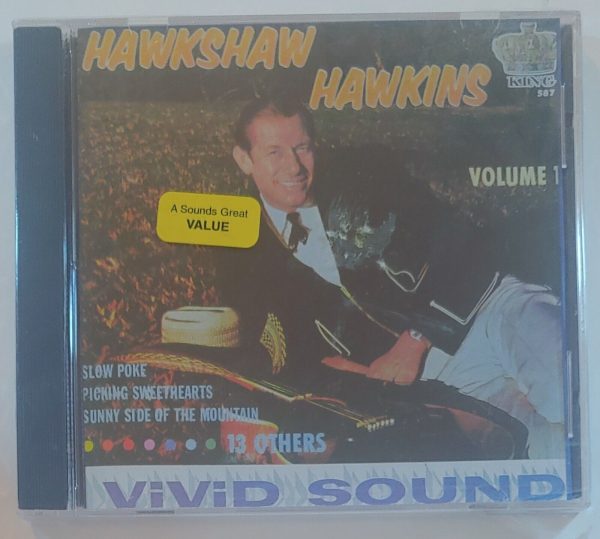 HAWKSHAW
HAWKINS
KING
587
VOLUME 1
A Sounds Great
VALUE
SLOW POKE
PICKING SWEETHEARTS
SUNNY SIDE OF THE MOUNTAIN
13 OTHERS
ViViD SOUND